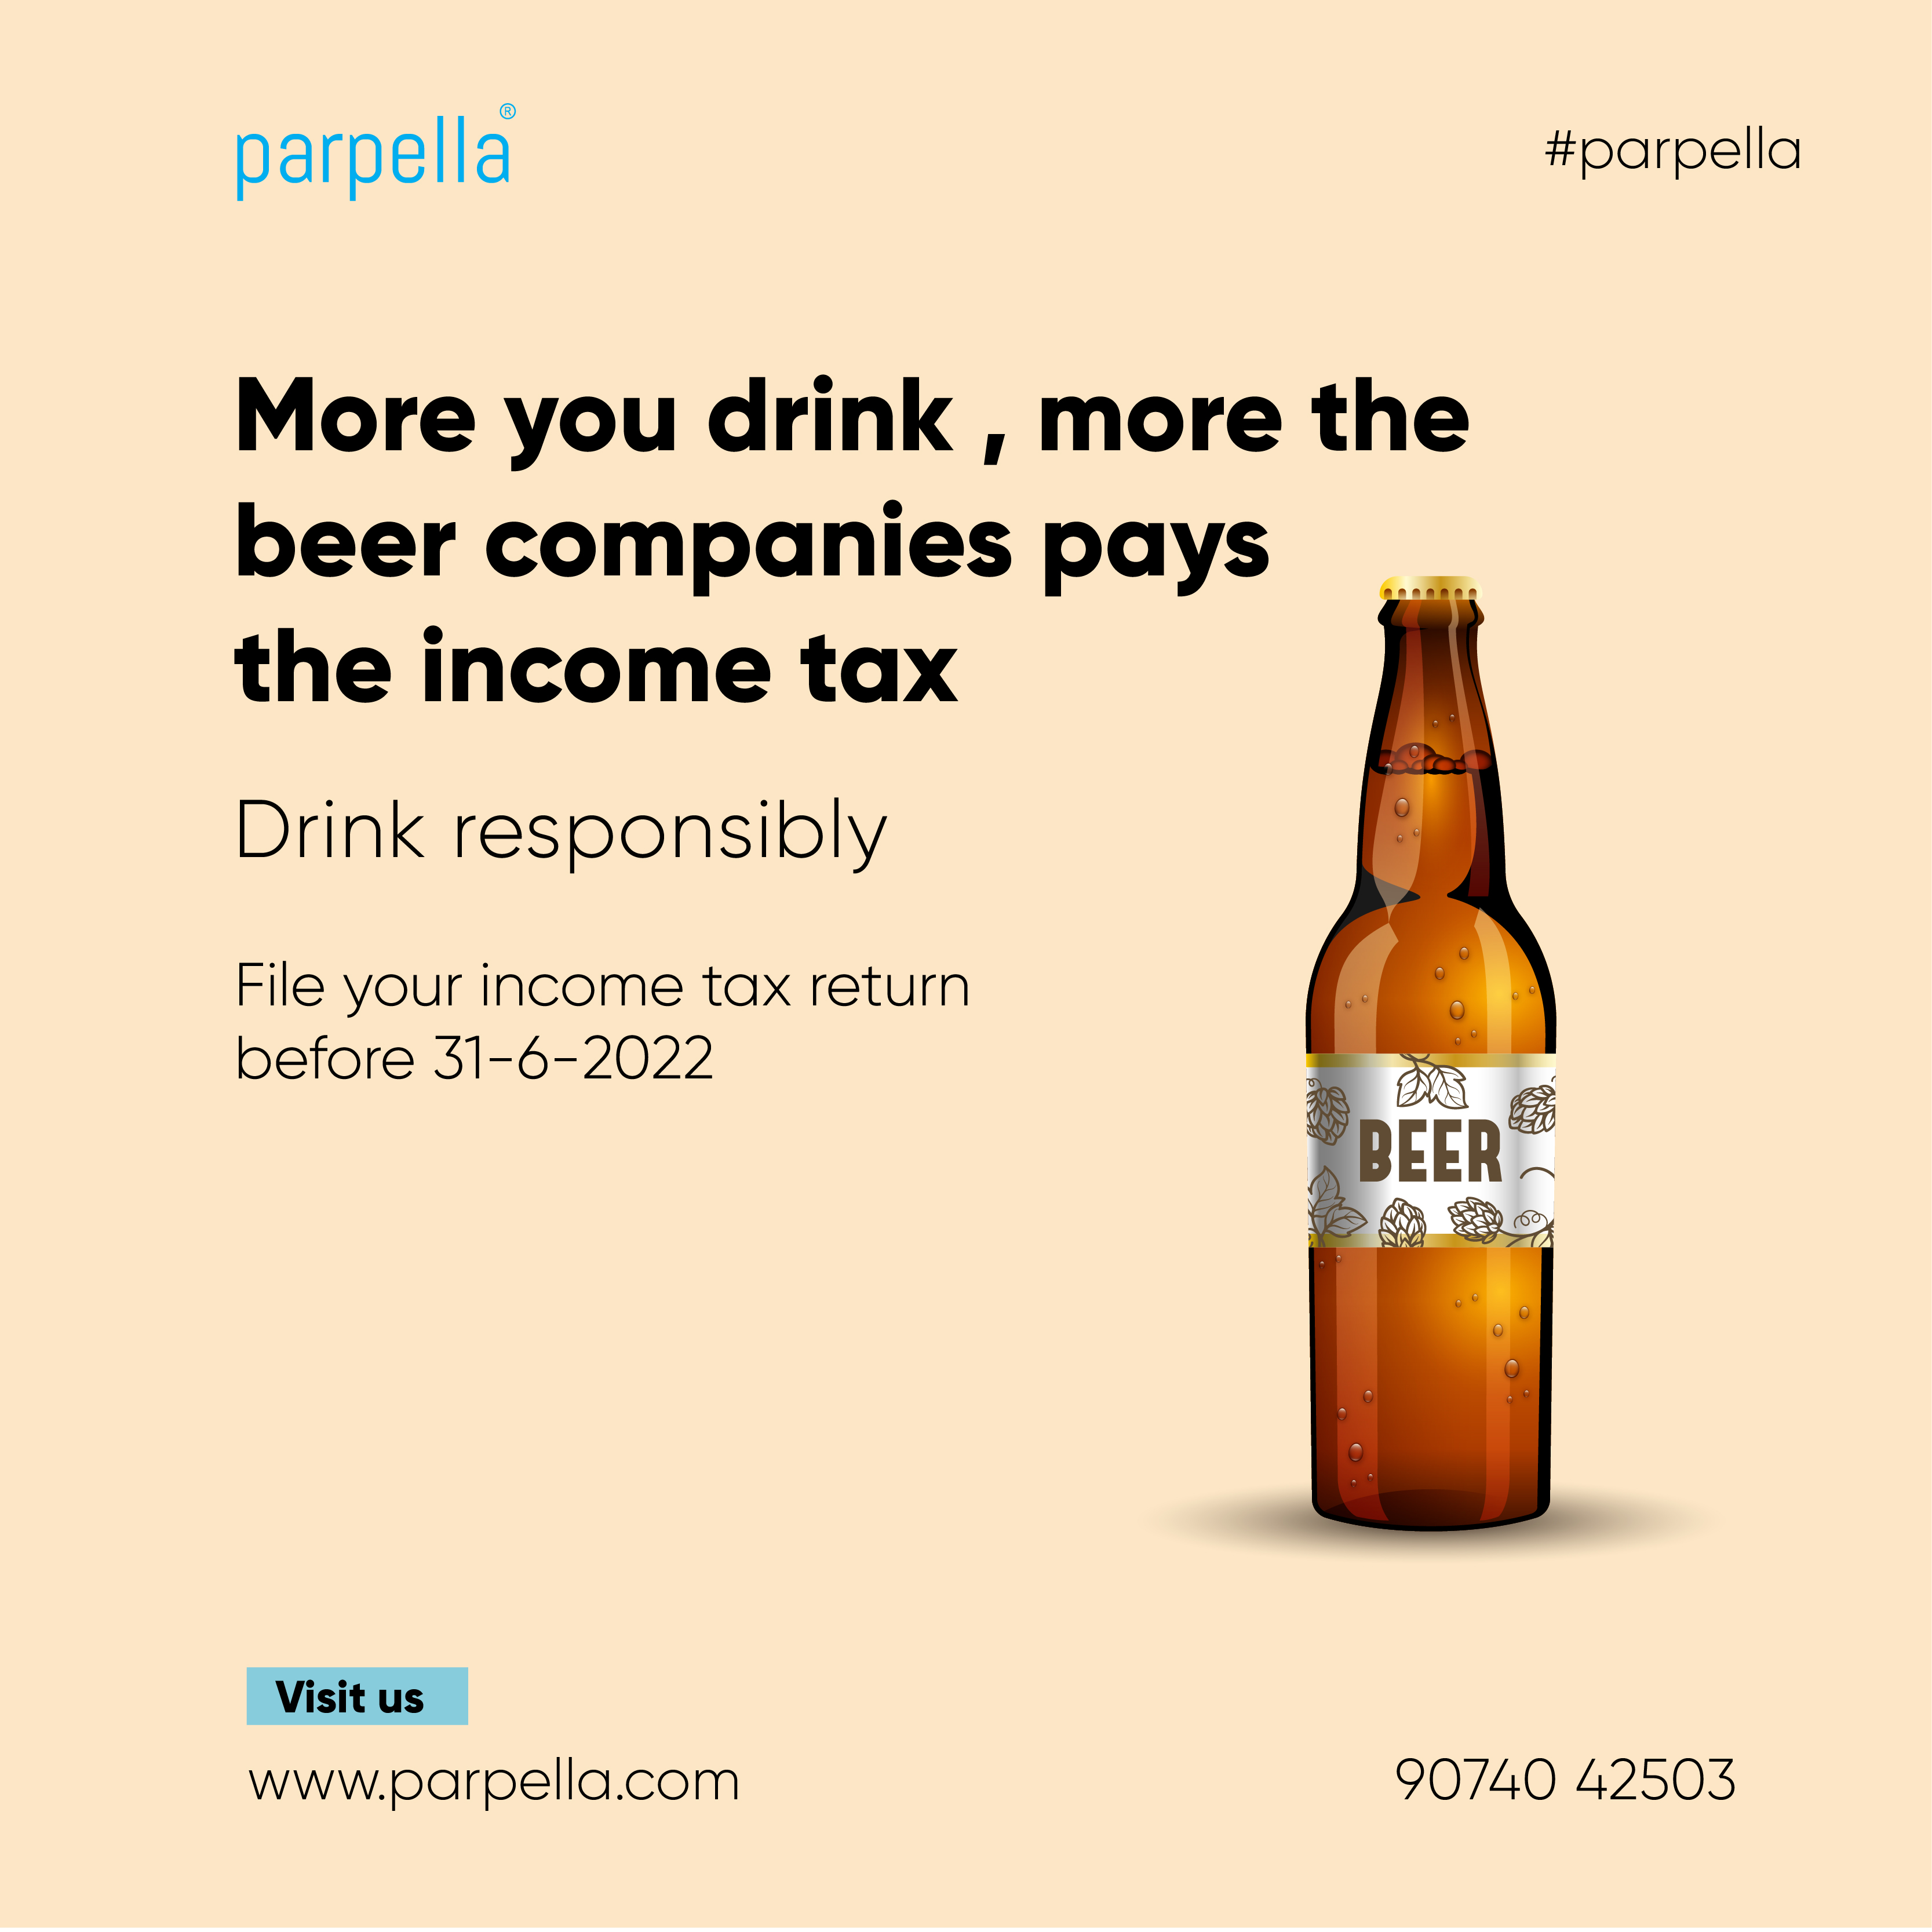 parpella®
#parpella
More you drink , more the
beer companies pays
the income tax
Drink responsibly
File your income tax return
before 31-6-2022
BEER
Visit us
www.parpella.com
90740 42503